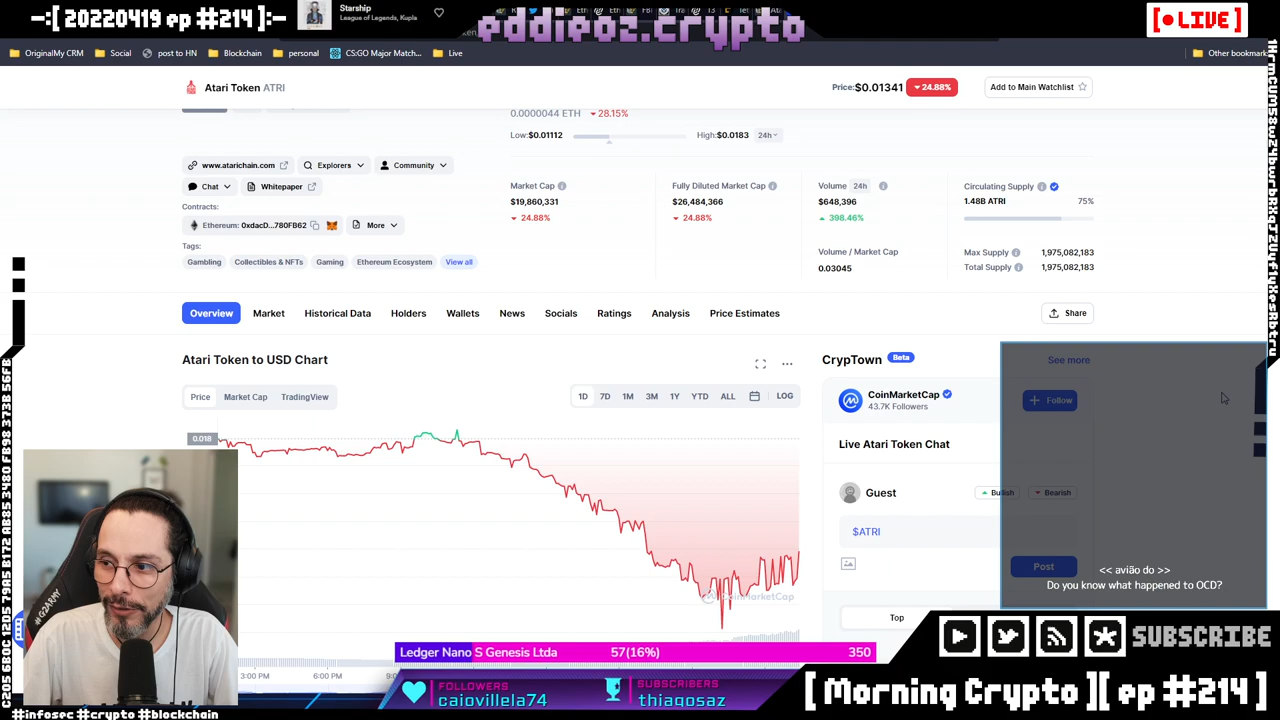 -:[ 20220419 ep #214 ]:-
Starship
League of Legends, Kupla
eddieoz.crypto
[ • LIVE ]
OriginalMy CRM
Social
post to HN
Blockchain
personal
CS:GO Major Match...
Live
Other bookmark
Atari Token ATRI
Price: $0.01341
24.88%
Add to Main Watchlist
0.0000044 ETH
28.15%
Low: $0.01112
High: $0.0183
24h
www.atarichain.com
Explorers
Community
Chat
Whitepaper
Contracts:
Ethereum: 0xdacD...780FB62
More
Tags:
Gambling
Collectibles & NFTs
Gaming
Ethereum Ecosystem
View all
Market Cap
$19,860,331
24.88%
Fully Diluted Market Cap
$26,484,366
24.88%
Volume 24h
$648,396
398.46%
Volume / Market Cap
0.03045
Circulating Supply
1.48B ATRI
75%
Max Supply
1,975,082,183
Total Supply
1,975,082,183
Overview
Market
Historical Data
Holders
Wallets
News
Socials
Ratings
Analysis
Price Estimates
Share
Atari Token to USD Chart
Price
Market Cap
TradingView
1D
7D
1M
3M
1Y
YTD
ALL
LOG
0.018
CoinMarketCap
3:00 PM
6:00 PM
CrypTown
Beta
See more
CoinMarketCap
43.7K Followers
Follow
Live Atari Token Chat
Guest
Bullish
Bearish
$ATRI
Post
Top
<< avião do >>
Do you know what happened to OCD?
Ledger Nano S Genesis Ltda
57(16%)
350
SUBSCRIBE
FOLLOWERS
caiovillela74
SUBSCRIBERS
thiagosaz
[ Morning Crypto ][ ep #214 ]
#infosec #crypto #blockchain